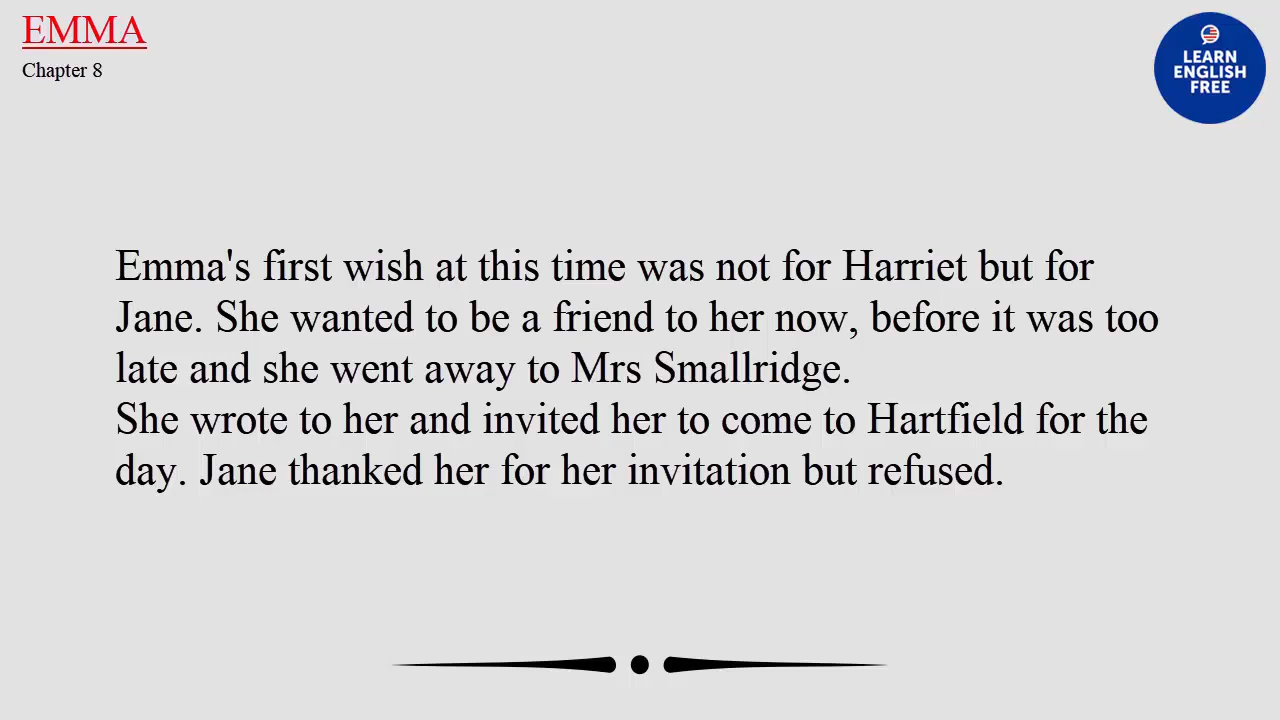 EMMA
Chapter 8
LEARN
ENGLISH
FREE
Emma's first wish at this time was not for Harriet but for
Jane. She wanted to be a friend to her now, before it was too
late and she went away to Mrs Smallridge.
She wrote to her and invited her to come to Hartfield for the
day. Jane thanked her for her invitation but refused.